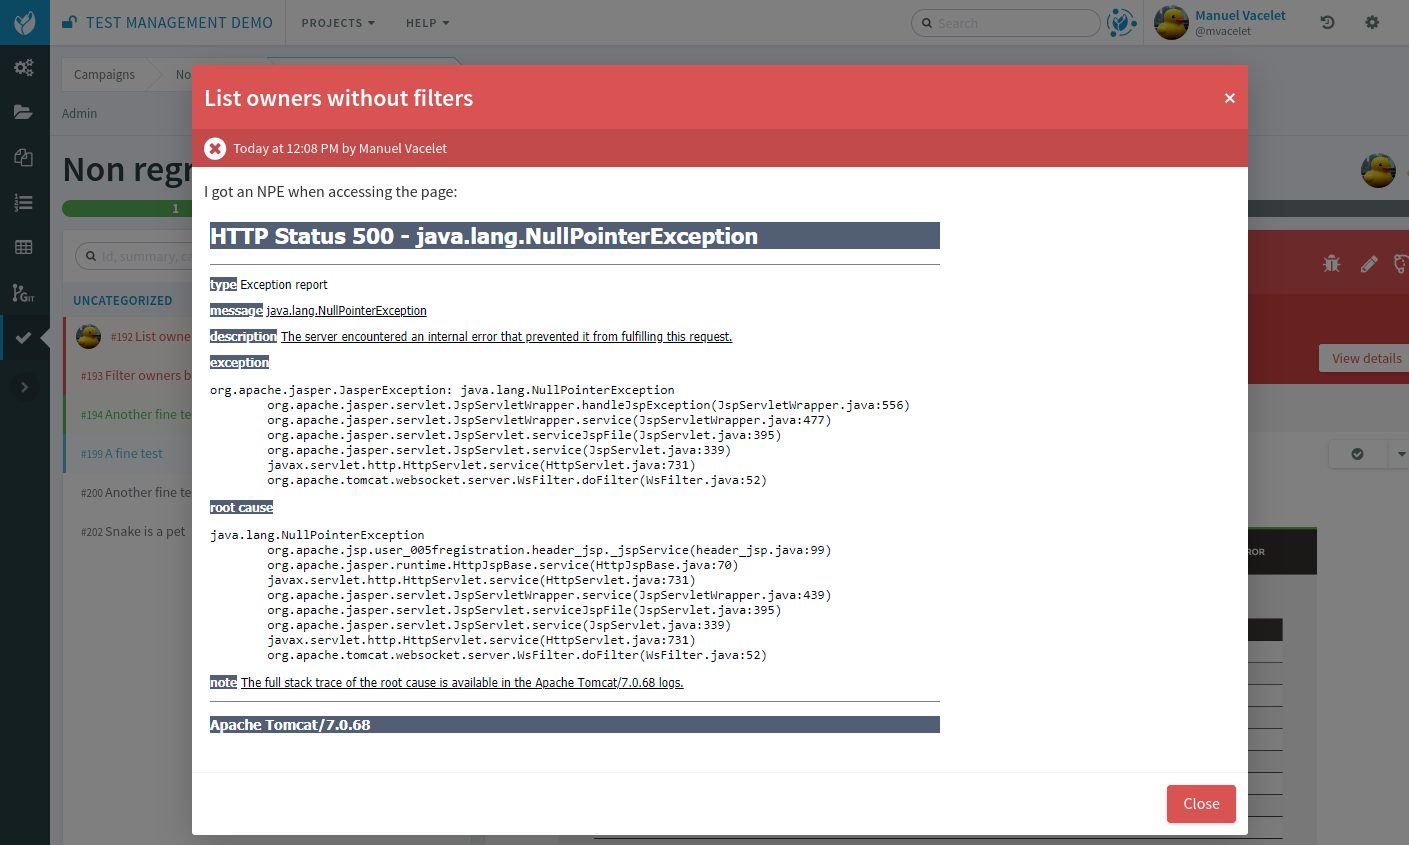 TEST MANAGEMENT DEMO
PROJECTS
HELP
Search
Manuel Vacelet
@mvacelet
Campaigns
Admin
List owners without filters
×
Today at 12:08 PM by Manuel Vacelet
I got an NPE when accessing the page:
HTTP Status 500 - java.lang.NullPointerException
type Exception report
message java.lang.NullPointerException
description The server encountered an internal error that prevented it from fulfilling this request.
exception
org.apache.jasper.JasperException: java.lang.NullPointerException
org.apache.jasper.servlet.JspServletWrapper.handleJspException(JspServletWrapper.java:556)
org.apache.jasper.servlet.JspServletWrapper.service(JspServletWrapper.java:477)
org.apache.jasper.servlet.JspServlet.serviceJspFile(JspServlet.java:395)
org.apache.jasper.servlet.JspServlet.service(JspServlet.java:339)
javax.servlet.http.HttpServlet.service(HttpServlet.java:731)
org.apache.tomcat.websocket.server.WsFilter.doFilter(WsFilter.java:52)
root cause
java.lang.NullPointerException
org.apache.jsp.user_005fregistration.header_jsp._jspService(header_jsp.java:99)
org.apache.jasper.runtime.HttpJspBase.service(HttpJspBase.java:70)
javax.servlet.http.HttpServlet.service(HttpServlet.java:731)
org.apache.jasper.servlet.JspServletWrapper.service(JspServletWrapper.java:439)
org.apache.jasper.servlet.JspServlet.serviceJspFile(JspServlet.java:395)
org.apache.jasper.servlet.JspServlet.service(JspServlet.java:339)
javax.servlet.http.HttpServlet.service(HttpServlet.java:731)
org.apache.tomcat.websocket.server.WsFilter.doFilter(WsFilter.java:52)
note The full stack trace of the root cause is available in the Apache Tomcat/7.0.68 logs.
Apache Tomcat/7.0.68
Close
Non regr
1
Id, summary, ca
UNCATEGORIZED
#192 List owne
#193 Filter owners b
#194 Another fine te
#199 A fine test
#200 Another fine te
#202 Snake is a pet
GIT
View details
ROR